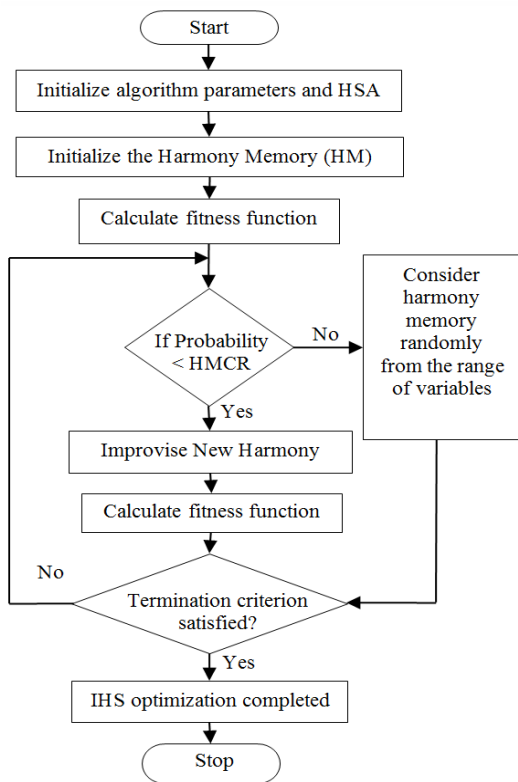 Start
Initialize algorithm parameters and HSA
Initialize the Harmony Memory (HM)
Calculate fitness function
If Probability
< HMCR
No
Consider
harmony
memory
randomly
from the range
of variables
Yes
Improvise New Harmony
Calculate fitness function
No
Termination criterion
satisfied?
Yes
IHS optimization completed
Stop